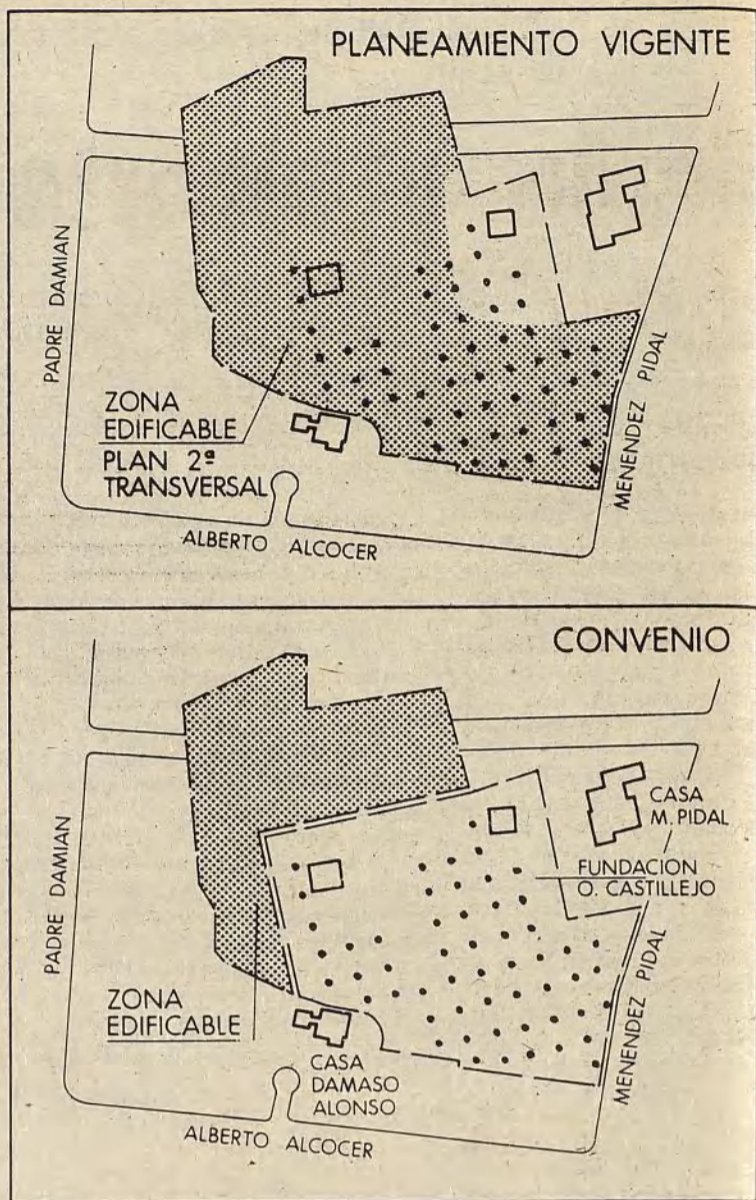 PLANEAMIENTO VIGENTE
PADRE DAMIAN
MENENDEZ PIDAL
ZONA
EDIFICABLE
PLAN 2ª
TRANSVERSAL
ALBERTO ALCOCER
CONVENIO
CASA
M. PIDAL
FUNDACION
O. CASTILLEJO
PADRE DAMIAN
MENENDEZ PIDAL
ZONA
EDIFICABLE
CASA
DAMASO
ALONSO
ALBERTO ALCOCER